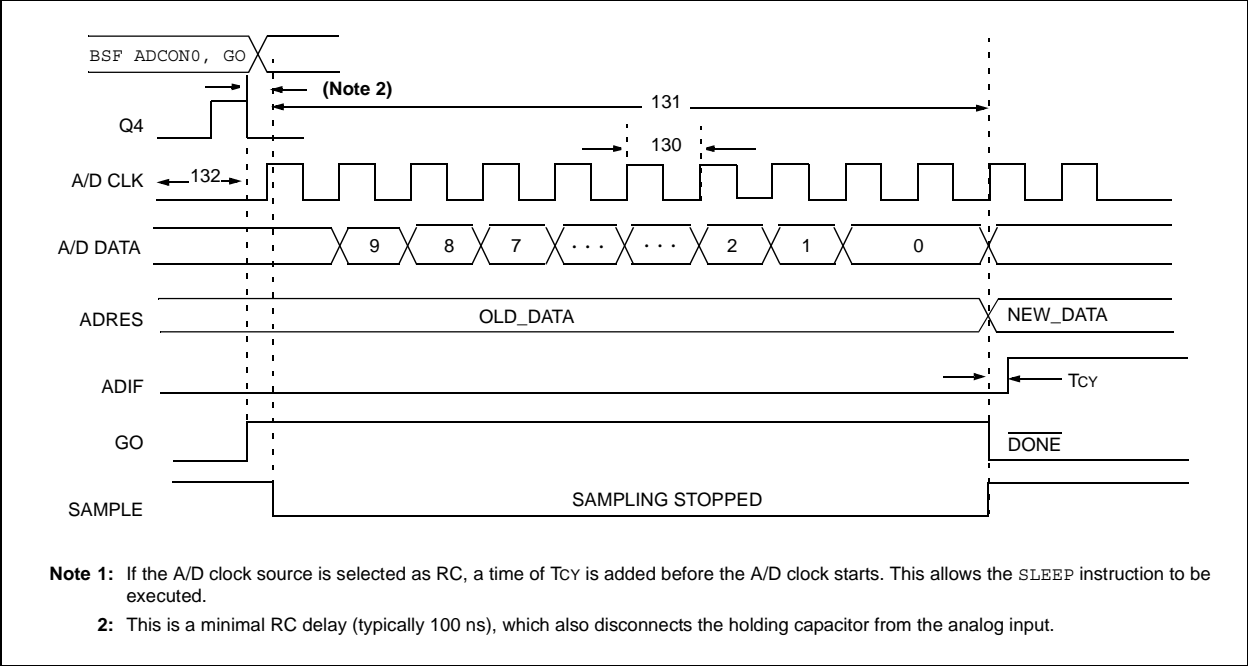 BSF ADCON0, GO
(Note 2)
131
Q4
130
A/D CLK
132
A/D DATA
9 8 7 · · · · · · 2 1 0
ADRES
OLD_DATA
NEW_DATA
ADIF
TCY
GO
DONE
SAMPLE
SAMPLING STOPPED
Note 1: If the A/D clock source is selected as RC, a time of TCY is added before the A/D clock starts. This allows the SLEEP instruction to be
executed.
2: This is a minimal RC delay (typically 100 ns), which also disconnects the holding capacitor from the analog input.